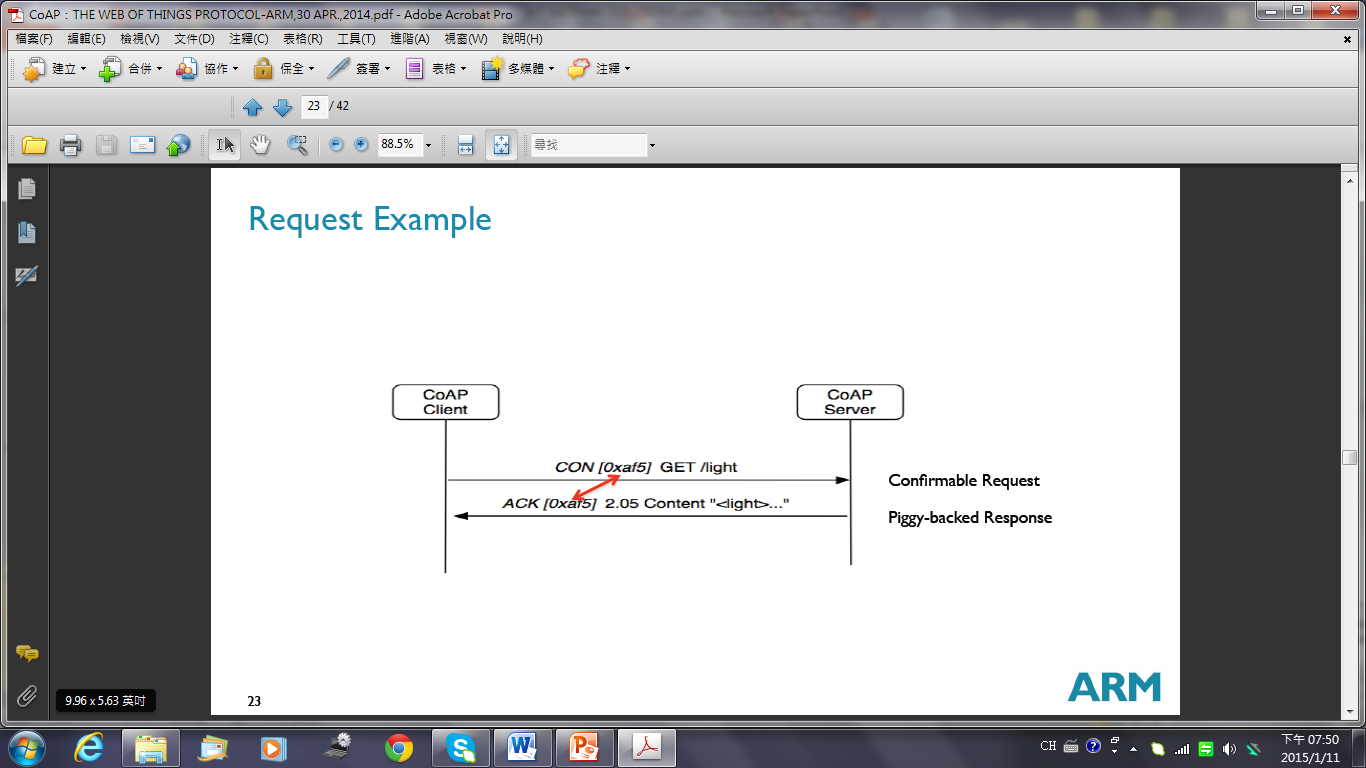 CoAP : THE WEB OF THINGS PROTOCOL-ARM,30 APR.,2014.pdf - Adobe Acrobat Pro
檔案(F) 編輯(E) 檢視(V) 文件(D) 注釋(C) 表格(R) 工具(T) 進階(A) 視窗(W) 說明(H)
建立 合併 協作 保全 簽署 表格 多媒體 注釋
23 / 42
88.5% 尋找
Request Example
CoAP
Client
CoAP
Server
CON [0xaf5] GET /light
Confirmable Request
ACK [0xaf5] 2.05 Content "<light>..."
Piggy-backed Response
9.96 x 5.63 英吋
23
ARM
CH
下午 07:50
2015/1/11